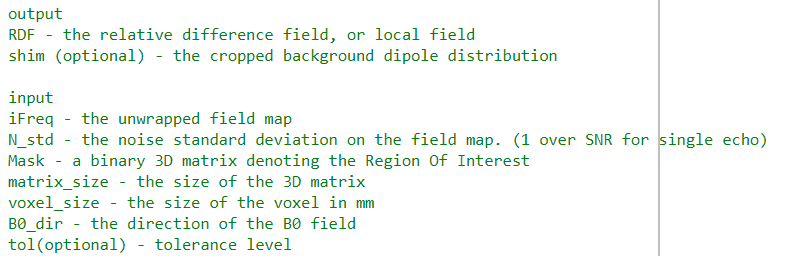 output
RDF - the relative difference field, or local field
shim (optional) - the cropped background dipole distribution
input
iFreq - the unwrapped field map
N_std - the noise standard deviation on the field map. (1 over SNR for single echo)
Mask - a binary 3D matrix denoting the Region Of Interest
matrix_size - the size of the 3D matrix
voxel_size - the size of the voxel in mm
B0_dir - the direction of the B0 field
tol(optional) - tolerance level